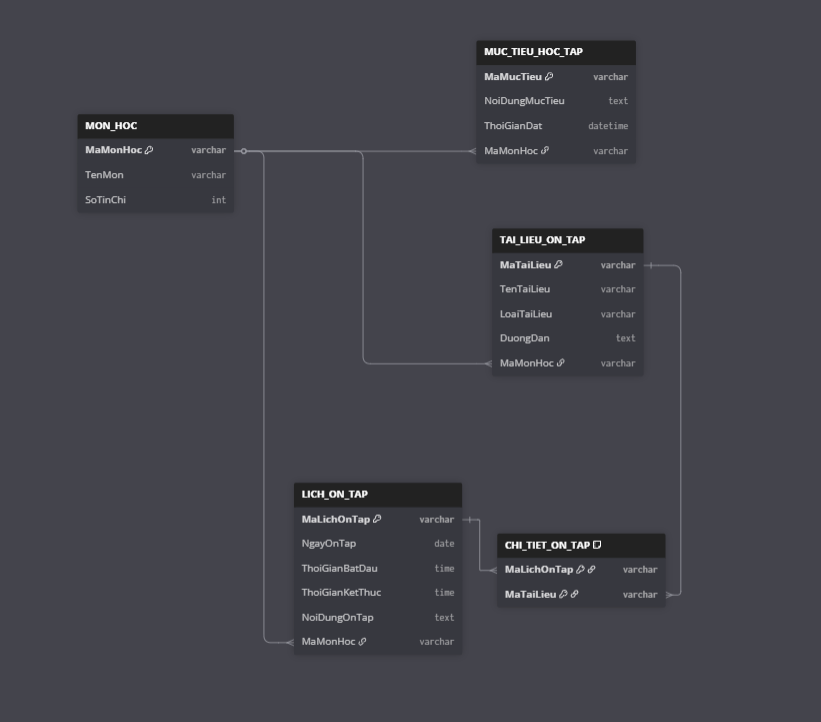 MUC_TIEU_HOC_TAP
MaMucTieu varchar
NoiDungMucTieu text
ThoiGianDat datetime
MaMonHoc varchar
MON_HOC
MaMonHoc varchar
TenMon varchar
SoTinChi int
TAI_LIEU_ON_TAP
MaTaiLieu varchar
TenTaiLieu varchar
LoaiTaiLieu varchar
DuongDan text
MaMonHoc varchar
LICH_ON_TAP
MaLichOnTap varchar
NgayOnTap date
ThoiGianBatDau time
ThoiGianKetThuc time
NoiDungOnTap text
MaMonHoc varchar
CHI_TIET_ON_TAP
MaLichOnTap varchar
MaTaiLieu varchar